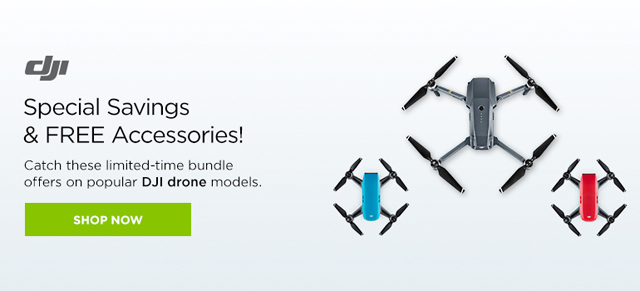 dji
Special Savings
& FREE Accessories!
Catch these limited-time bundle
offers on popular DJI drone models.
SHOP NOW